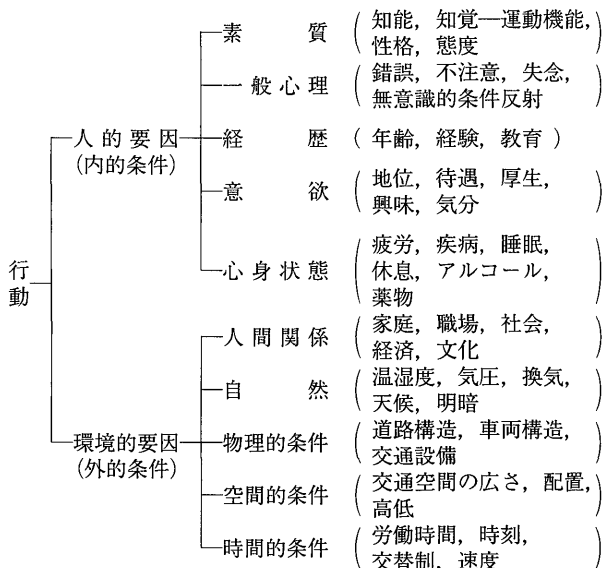 素質（知能，知覚―運動機能，
性格，態度）
一般心理（錯誤，不注意，失念，
無意識的条件反射）
人的要因
(内的条件)
経歴（年齢，経験，教育）
意欲（地位，待遇，厚生，
興味，気分）
心身状態（疲労，疾病，睡眠，
休息，アルコール，
薬物）
行動
人間関係（家庭，職場，社会，
経済，文化）
自然（温湿度，気圧，換気，
天候，明暗）
環境的要因
(外的条件)
物理的条件（道路構造，車両構造，
交通設備）
空間的条件（交通空間の広さ，配置，
高低）
時間的条件（労働時間，時刻，
交替制，速度）